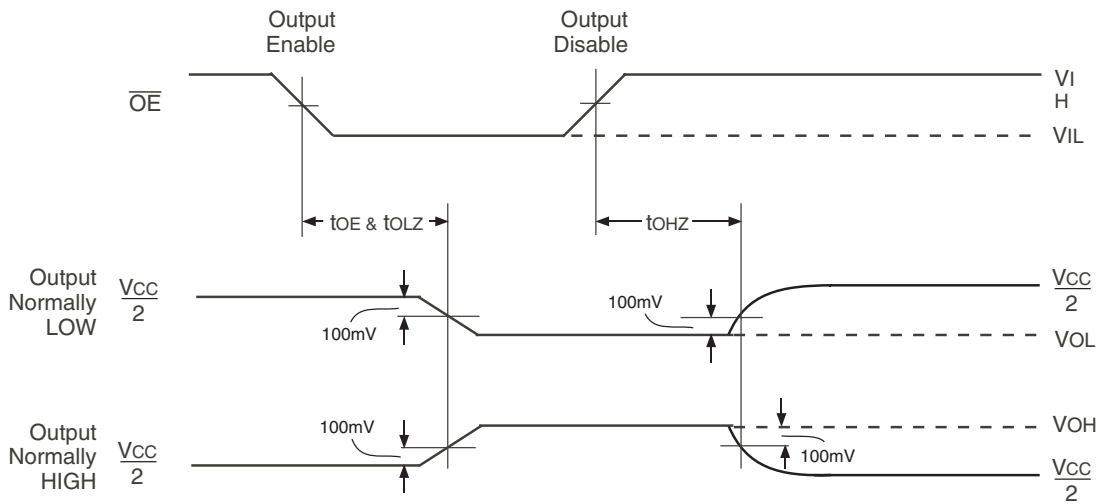 Output
Enable
Output
Disable
OE
VI
H
VIL
tOE & tOLZ
tOHZ
Output
Normally
LOW
VCC
2
100mV
100mV
VCC
2
VOL
Output
Normally
HIGH
VCC
2
100mV
100mV
VOH
VCC
2